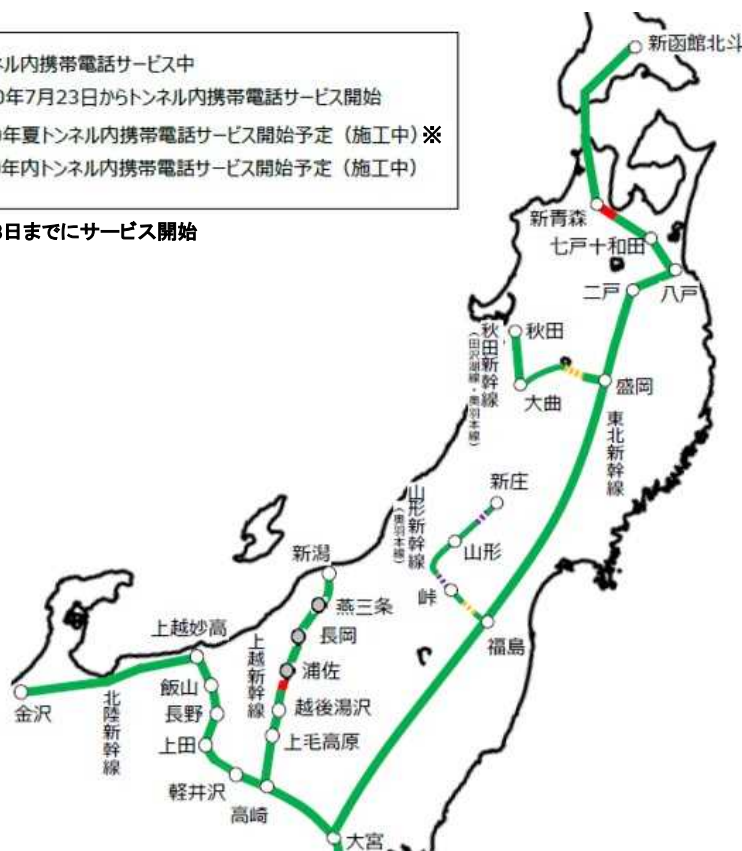 ネル内携帯電話サービス中
0年7月23日からトンネル内携帯電話サービス開始
年夏トンネル内携帯電話サービス開始予定（施工中）※
年内トンネル内携帯電話サービス開始予定（施工中）
日までにサービス開始
新函館北斗
新青森
七戸十和田
二戸
八戸
秋田
秋田新幹線
（田沢湖線・奥羽本線）
大曲
盛岡
東北新幹線
新庄
山形新幹線
（奥羽本線）
山形
峠
福島
新潟
燕三条
長岡
浦佐
上越新幹線
越後湯沢
上毛高原
上越妙高
飯山
長野
上田
金沢
北陸新幹線
軽井沢
高崎
大宮